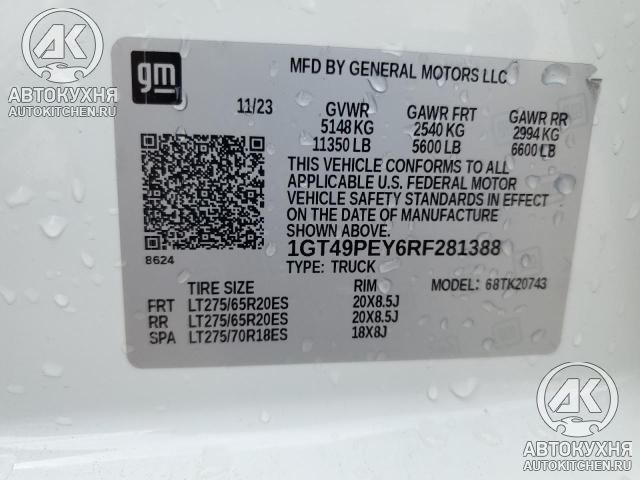 AK
АВТОКУХНЯ
AUTOKITCHEN.RU
gm
MFD BY GENERAL MOTORS LLC
11/23
GVWR
5148 KG
11350 LB
GAWR FRT
2540 KG
5600 LB
GAWR RR
2994 KG
6600 LB
THIS VEHICLE CONFORMS TO ALL
APPLICABLE U.S. FEDERAL MOTOR
VEHICLE SAFETY STANDARDS IN EFFECT
ON THE DATE OF MANUFACTURE
SHOWN ABOVE.
1GT49PEY6RF281388
TYPE: TRUCK
8624
MODEL: 68TK20743
TIRE SIZE RIM
FRT LT275/65R20ES 20X8.5J
RR LT275/65R20ES 20X8.5J
SPA LT275/70R18ES 18X8J
AK
АВТОКУХНЯ
AUTOKITCHEN.RU